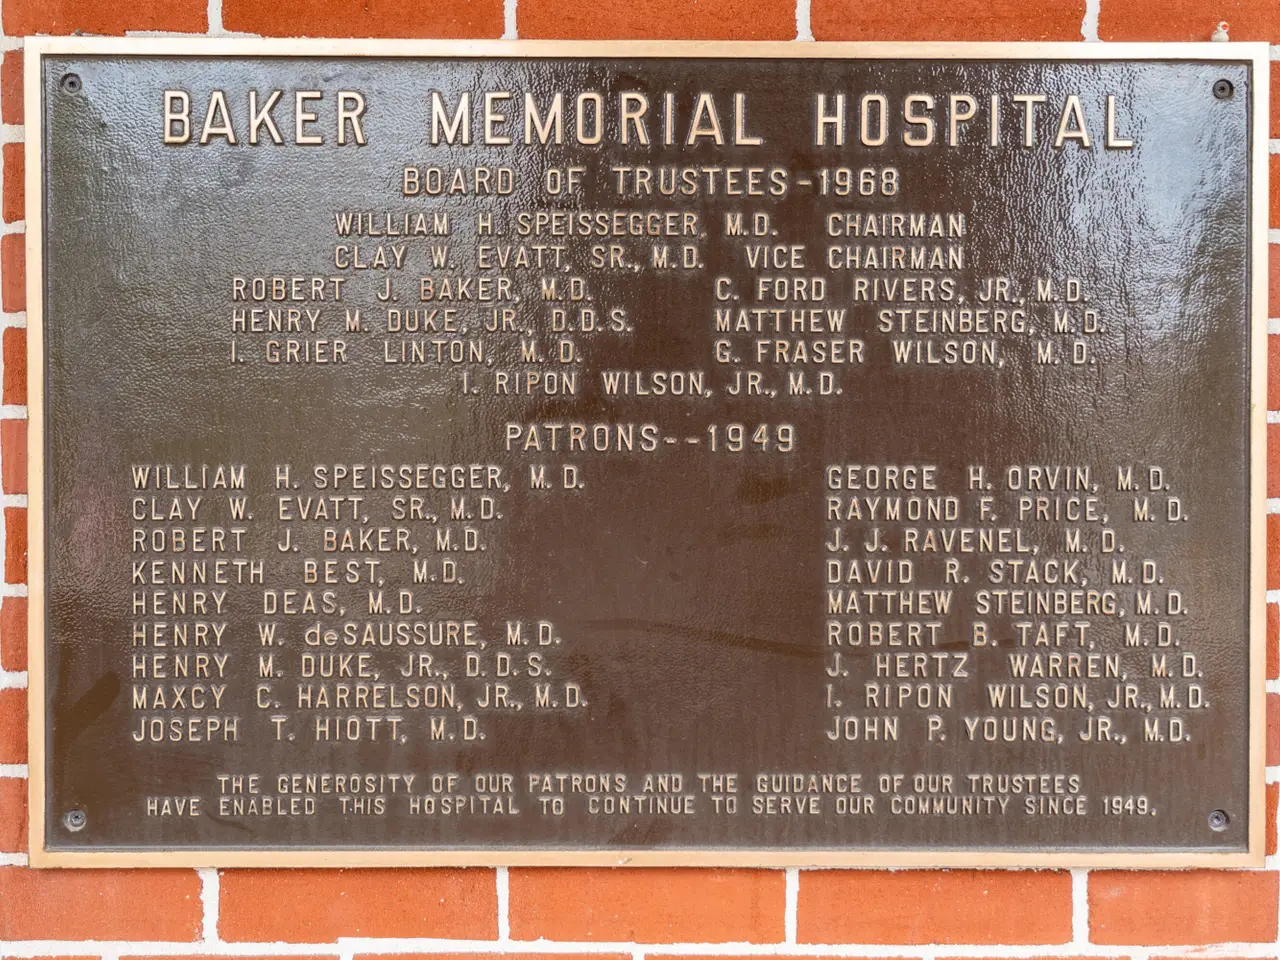 BAKER MEMORIAL HOSPITAL
BOARD OF TRUSTEES-1968
WILLIAM H. SPEISSEGGER, M.D. CHAIRMAN
CLAY W. EVATT, SR., M.D. VICE CHAIRMAN
ROBERT J. BAKER, M.D. C. FORD RIVERS, JR., M.D.
HENRY M. DUKE, JR., D.D.S. MATTHEW STEINBERG, M.D.
I. GRIER LINTON, M.D. G. FRASER WILSON, M.D.
I. RIPON WILSON, JR., M.D.
PATRONS--1949
WILLIAM H. SPEISSEGGER, M.D.
CLAY W. EVATT, SR., M.D.
ROBERT J. BAKER, M.D.
KENNETH BEST, M.D.
HENRY DEAS, M.D.
HENRY W. deSAUSSURE, M.D.
HENRY M. DUKE, JR., D.D.S.
MAXCY C. HARRELSON, JR., M.D.
JOSEPH T. HIOTT, M.D.
GEORGE H. ORVIN, M.D.
RAYMOND F. PRICE, M.D.
J. J. RAVENEL, M.D.
DAVID R. STACK, M.D.
MATTHEW STEINBERG, M.D.
ROBERT B. TAFT, M.D.
J. HERTZ WARREN, M.D.
I. RIPON WILSON, JR., M.D.
JOHN P. YOUNG, JR., M.D.
THE GENEROSITY OF OUR PATRONS AND THE GUIDANCE OF OUR TRUSTEES
HAVE ENABLED THIS HOSPITAL TO CONTINUE TO SERVE OUR COMMUNITY SINCE 1949.